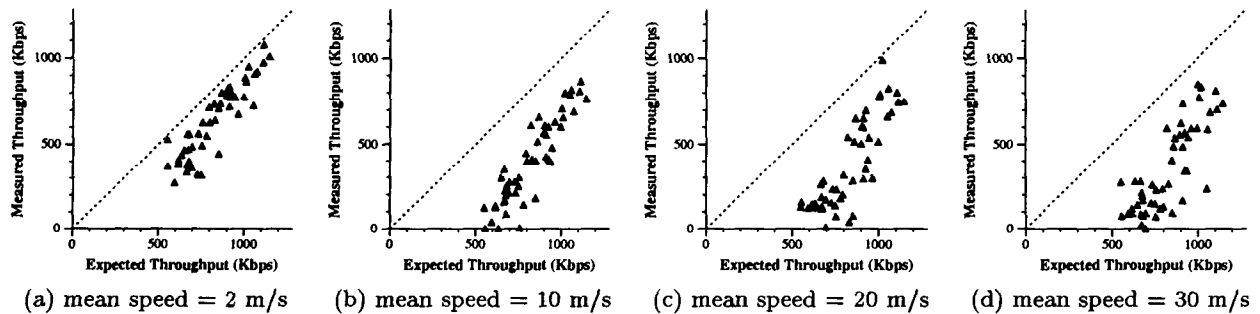 Measured Throughput (Kbps)
1000
500
0
0
500
1000
Expected Throughput (Kbps)
(a) mean speed = 2 m/s
Measured Throughput (Kbps)
1000
500
0
0
500
1000
Expected Throughput (Kbps)
(b) mean speed = 10 m/s
Measured Throughput (Kbps)
1000
500
0
0
500
1000
Expected Throughput (Kbps)
(c) mean speed = 20 m/s
Measured Throughput (Kbps)
1000
500
0
0
500
1000
Expected Throughput (Kbps)
(d) mean speed = 30 m/s